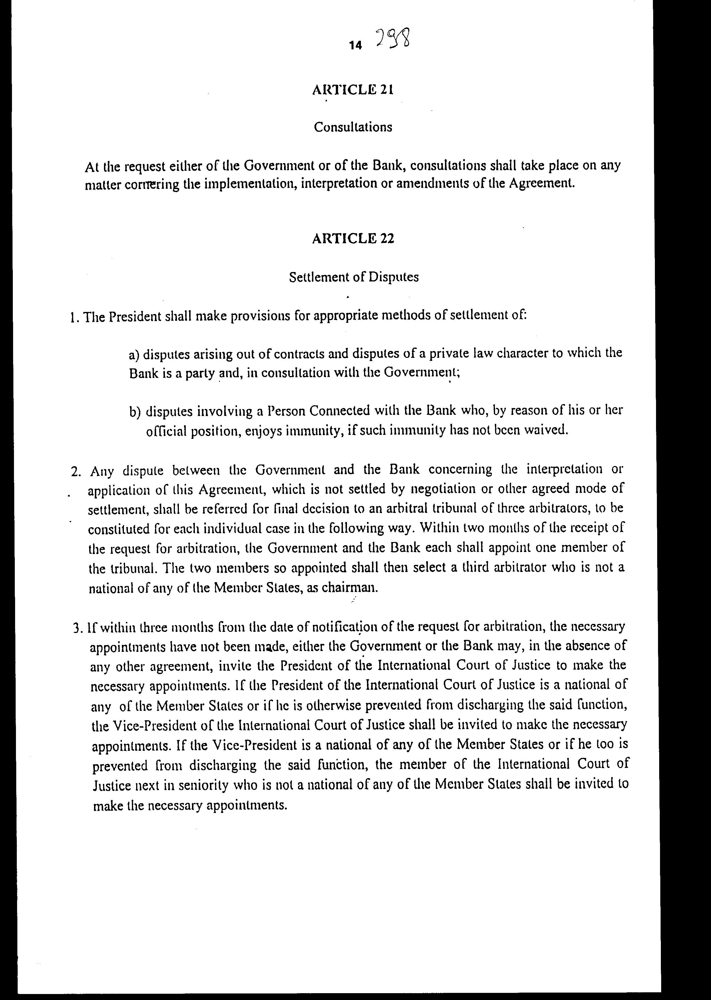 14 298
ARTICLE 21
Consultations
At the request either of the Government or of the Bank, consultations shall take place on any
matter the implementation, interpretation or amendments of the Agreement.
ARTICLE 22
Settlement of Disputes
1. The President shall make provisions for appropriate methods of settlement of:
a) disputes arising out of contracts and disputes of a private law character to which the
Bank is a party and, in consultation with the Government;
b) disputes involving a Person Connected with the Bank who, by reason of his or her
official position, enjoys immunity, if such immunity has not been waived.
2. Any dispute between the Government and the Bank concerning the interpretation or
application of this Agreement, which is not settled by negotiation or other agreed mode of
settlement, shall be referred for final decision to an arbitral tribunal of three arbitrators, to be
constituted for each individual case in the following way. Within two months of the receipt of
the request for arbitration, the Government and the Bank each shall appoint one member of
the tribunal. The two members so appointed shall then select a third arbitrator who is not a
national of any of the Member States, as chairman.
3. If within three months from the date of notification of the request for arbitration, the necessary
appointments have not been made, either the Government or the Bank may, in the absence of
any other agreement, invite the President of the International Court of Justice to make the
necessary appointments. If the President of the International Court of Justice is a national of
any of the Member States or if he is otherwise prevented from discharging the said function,
the Vice-President of the International Court of Justice shall be invited to make the necessary
appointments. If the Vice-President is a national of any of the Member States or if he too is
prevented from discharging the said function, the member of the International Court of
Justice next in seniority who is not a national of any of the Member States shall be invited to
make the necessary appointments.